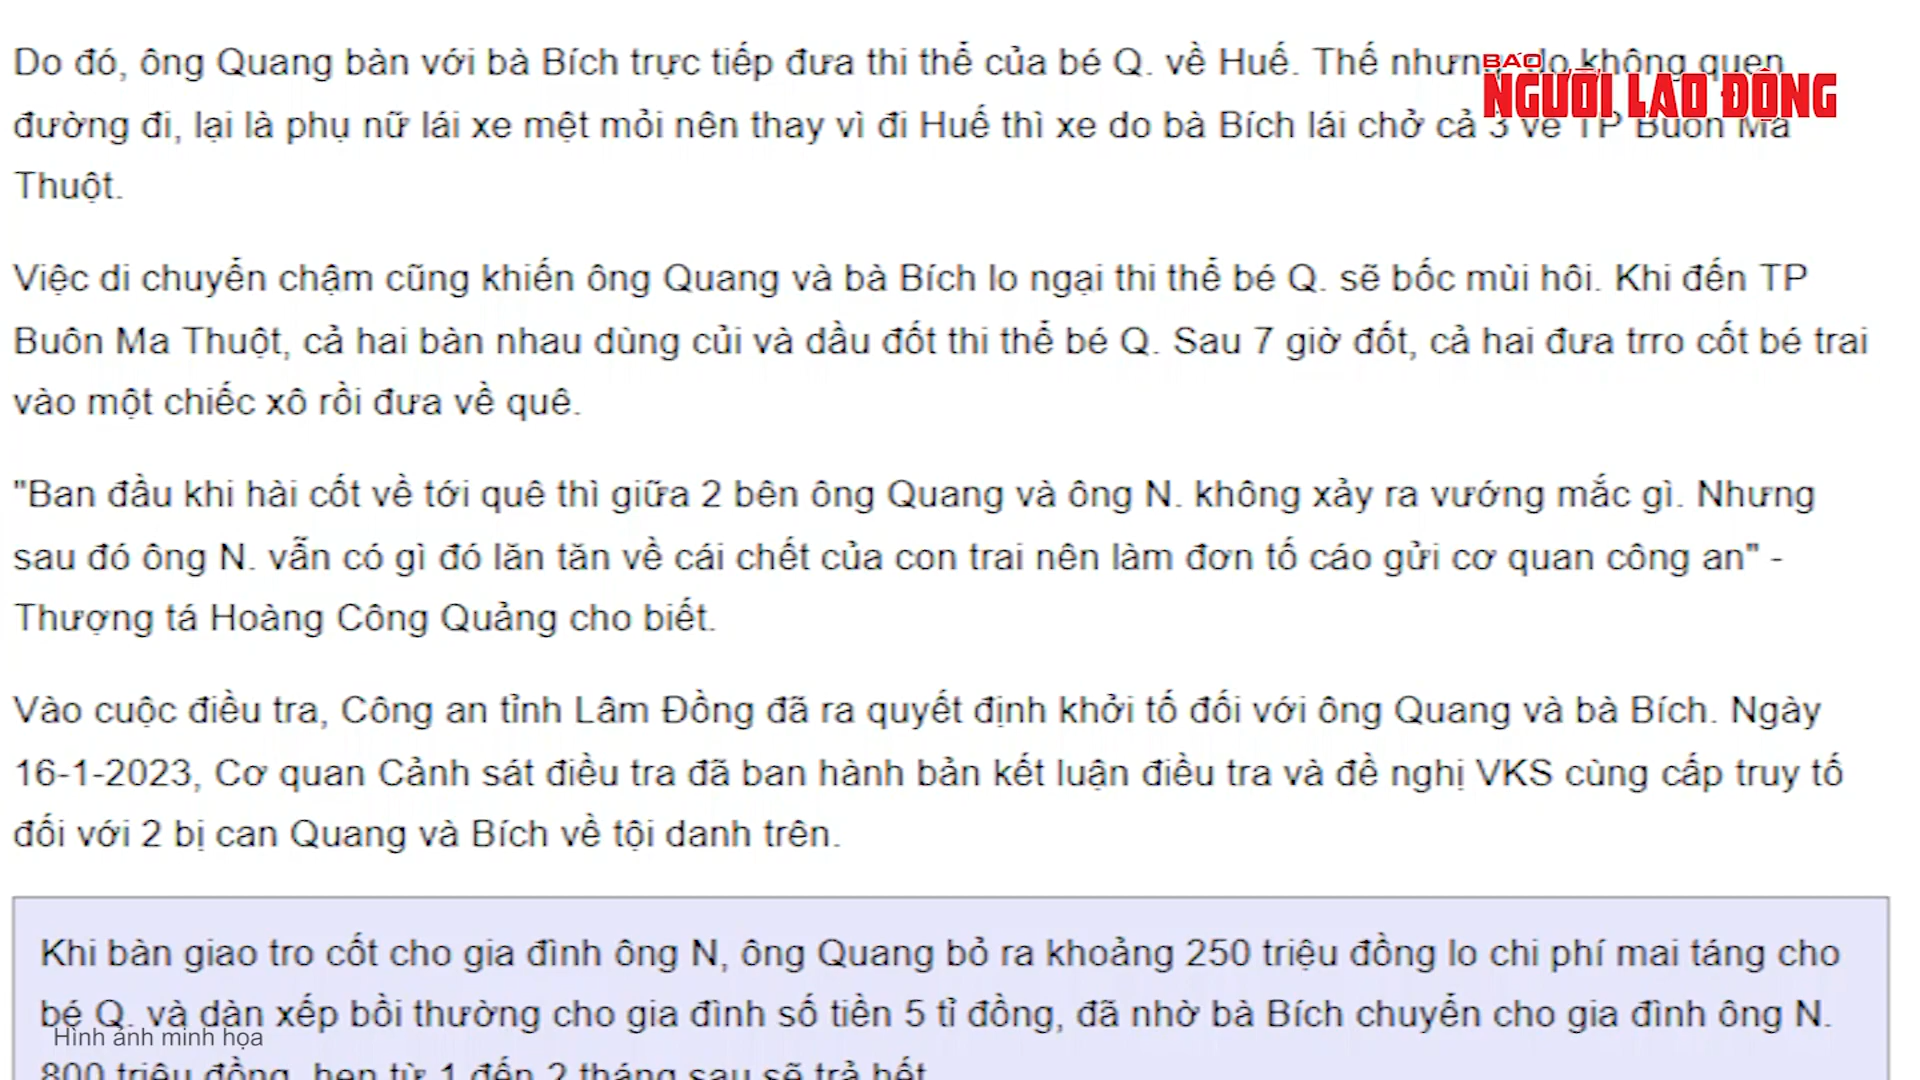 Do đó, ông Quang bàn với bà Bích trực tiếp đưa thi thể của bé Q. về Huế. Thế nhưng do không quen
BÁO
NGƯỜI LAO ĐỘNG
đường đi, lại là phụ nữ lái xe mệt mỏi nên thay vì đi Huế thì xe do bà Bích lái chở cả 3 về TP Buôn Ma
Thuột.
Việc di chuyển chậm cũng khiến ông Quang và bà Bích lo ngại thi thể bé Q. sẽ bốc mùi hôi. Khi đến TP
Buôn Ma Thuột, cả hai bàn nhau dùng củi và dầu đốt thi thể bé Q. Sau 7 giờ đốt, cả hai đưa trro cốt bé trai
vào một chiếc xô rồi đưa về quê.
"Ban đầu khi hài cốt về tới quê thì giữa 2 bên ông Quang và ông N. không xảy ra vướng mắc gì. Nhưng
sau đó ông N. vẫn có gì đó lăn tăn về cái chết của con trai nên làm đơn tố cáo gửi cơ quan công an" -
Thượng tá Hoàng Công Quảng cho biết.
Vào cuộc điều tra, Công an tỉnh Lâm Đồng đã ra quyết định khởi tố đối với ông Quang và bà Bích. Ngày
16-1-2023, Cơ quan Cảnh sát điều tra đã ban hành bản kết luận điều tra và đề nghị VKS cùng cấp truy tố
đối với 2 bị can Quang và Bích về tội danh trên.
Khi bàn giao tro cốt cho gia đình ông N, ông Quang bỏ ra khoảng 250 triệu đồng lo chi phí mai táng cho
bé Q. và dàn xếp bồi thường cho gia đình số tiền 5 tỉ đồng, đã nhờ bà Bích chuyển cho gia đình ông N.
Hình ảnh minh họa
800 triệu đồng, hẹn từ 1 đến 2 tháng sau sẽ trả hết